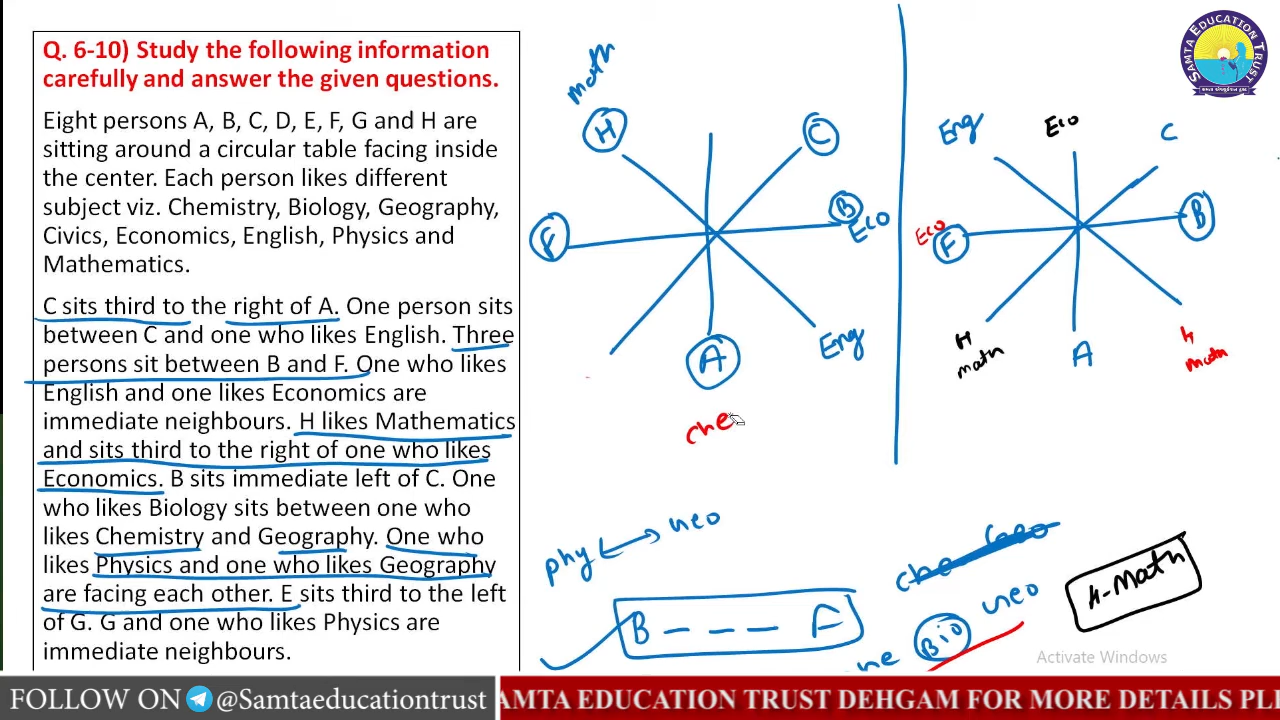 Q. 6-10) Study the following information
carefully and answer the given questions.
Eight persons A, B, C, D, E, F, G and H are
sitting around a circular table facing inside
the center. Each person likes different
subject viz. Chemistry, Biology, Geography,
Civics, Economics, English, Physics and
Mathematics.
C sits third to the right of A. One person sits
between C and one who likes English. Three
persons sit between B and F. One who likes
English and one likes Economics are
immediate neighbours. H likes Mathematics
and sits third to the right of one who likes
Economics. B sits immediate left of C. One
who likes Biology sits between one who
likes Chemistry and Geography. One who
likes Physics and one who likes Geography
are facing each other. E sits third to the left
of G. G and one who likes Physics are
immediate neighbours.
math
H
C
B
Eco
F
A
Eng
che
Eng
Eco
C
Eco
F
B
H
math
A
H
math
phy
neo
B - - - F
che Geo
Bio
neo
H-math
SAMTA EDUCATION TRUST
Activate Windows
FOLLOW ON @Samtaeducationtrust
AMTA EDUCATION TRUST DEHGAM FOR MORE DETAILS PL